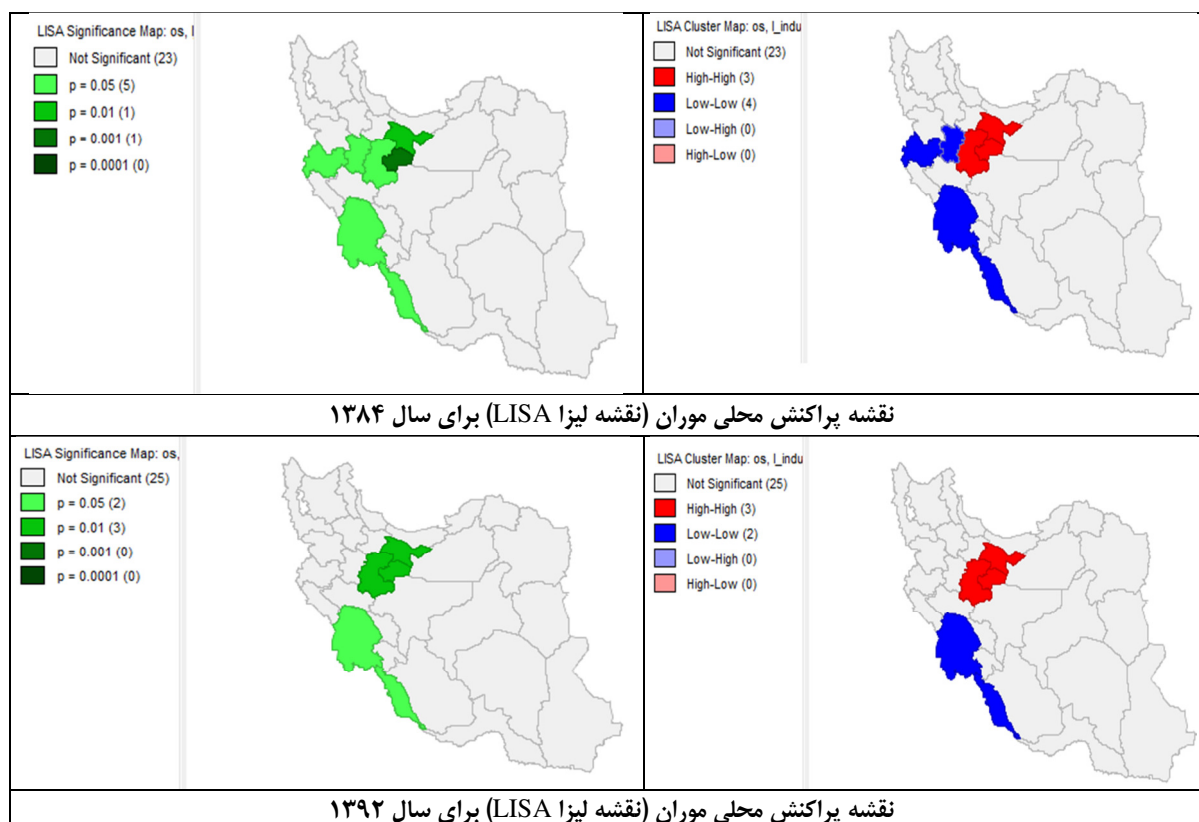 LISA Significance Map: os, l
Not Significant (23)
p = 0.05 (5)
p = 0.01 (1)
p = 0.001 (1)
p = 0.0001 (0)
LISA Cluster Map: os, l_indu
Not Significant (23)
High-High (3)
Low-Low (4)
Low-High (0)
High-Low (0)
نقشه پراکنش محلی موران (نقشه لیزا LISA) برای سال ۱۳۸۴
LISA Significance Map: os,
Not Significant (25)
p = 0.05 (2)
p = 0.01 (3)
p = 0.001 (0)
p = 0.0001 (0)
LISA Cluster Map: os, l_indu
Not Significant (25)
High-High (3)
Low-Low (2)
Low-High (0)
High-Low (0)
نقشه پراکنش محلی موران (نقشه لیزا LISA) برای سال ۱۳۹۲